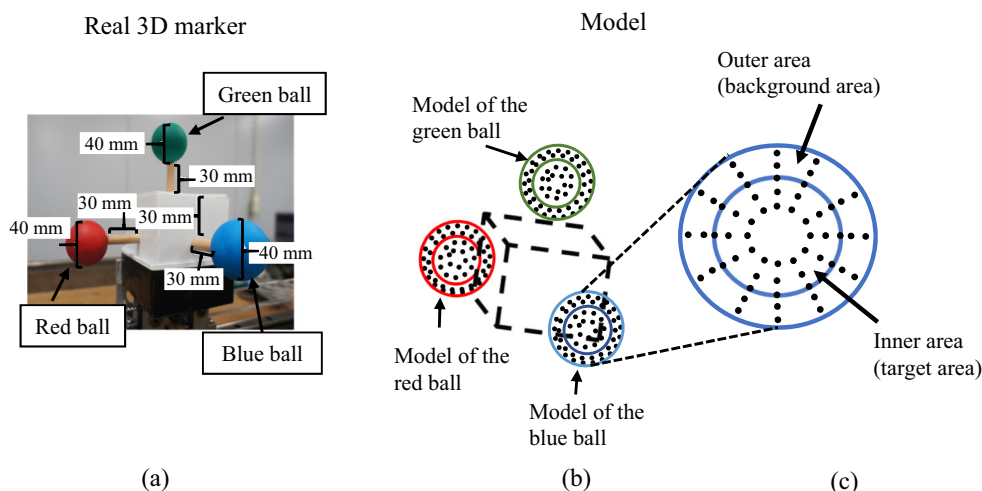 Real 3D marker
Model
Green ball
40 mm
30 mm
30 mm
30 mm
40 mm
40 mm
30 mm
Red ball
Blue ball
Model of the
green ball
Model of the
red ball
Model of the
blue ball
Outer area
(background area)
Inner area
(target area)
(a)
(b)
(c)